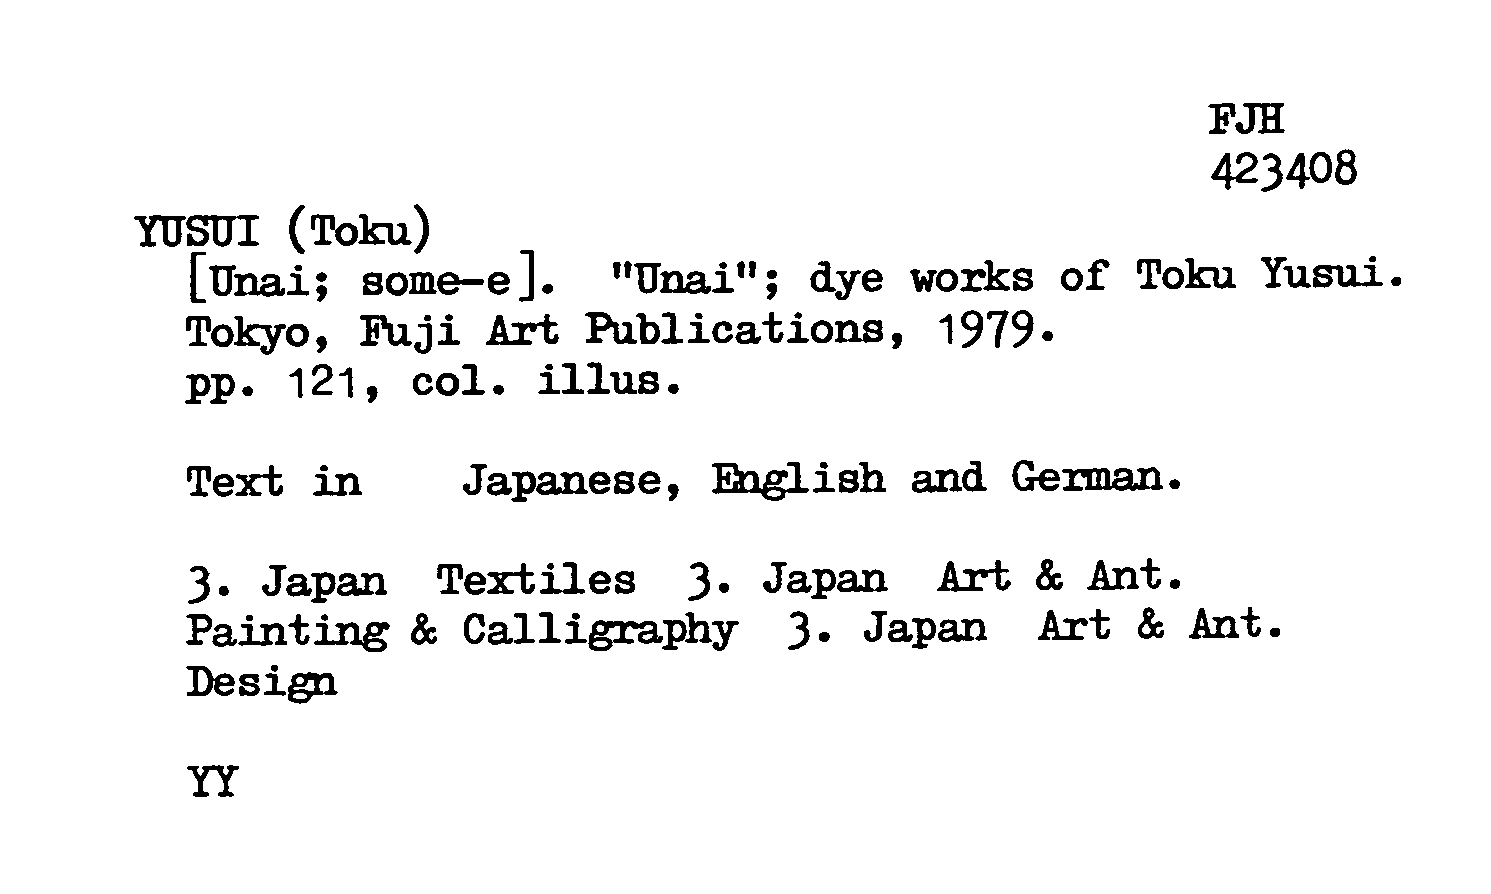 FJH
423408
YUSUI (Toku)
[Unai; some-e]. "Unai"; dye works of Toku Yusui.
Tokyo, Fuji Art Publications, 1979.
pp. 121, col. illus.
Text in Japanese, English and German.
3. Japan Textiles 3. Japan Art & Ant.
Painting & Calligraphy 3. Japan Art & Ant.
Design
YY